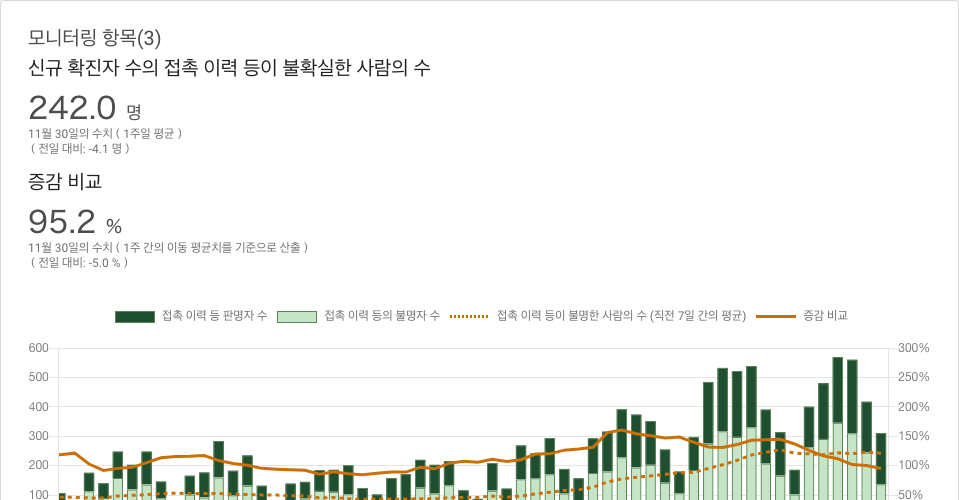 모니터링 항목(3)
신규 확진자 수의 접촉 이력 등이 불확실한 사람의 수
242.0 명
11월 30일의 수치 ( 1주일 평균 )
( 전일 대비: -4.1 명 )
증감 비교
95.2 %
11월 30일의 수치 ( 1주 간의 이동 평균치를 기준으로 산출 )
( 전일 대비: -5.0 % )
접촉 이력 등 판명자 수 접촉 이력 등의 불명자 수 접촉 이력 등이 불명한 사람의 수 (직전 7일 간의 평균) 증감 비교
600 300%
500 250%
400 200%
300 150%
200 100%
100 50%